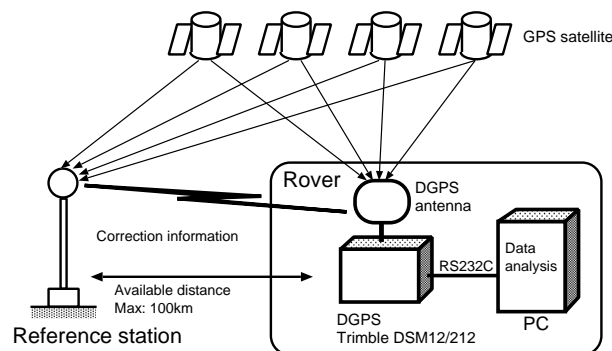 GPS satellite
Rover
DGPS
antenna
Correction information
RS232C
Data
analysis
Available distance
Max: 100km
Reference station
DGPS
Trimble DSM12/212
PC